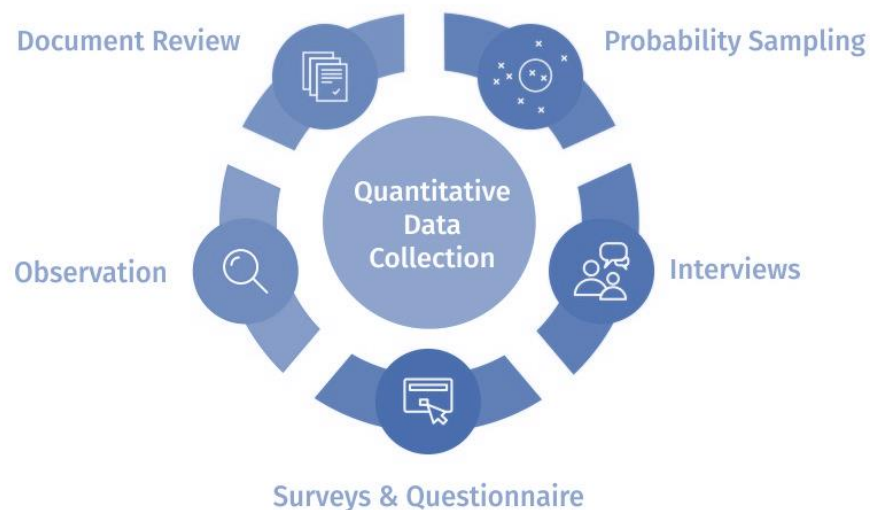 Document Review
Probability Sampling
Quantitative
Data
Collection
Observation
Interviews
Surveys & Questionnaire